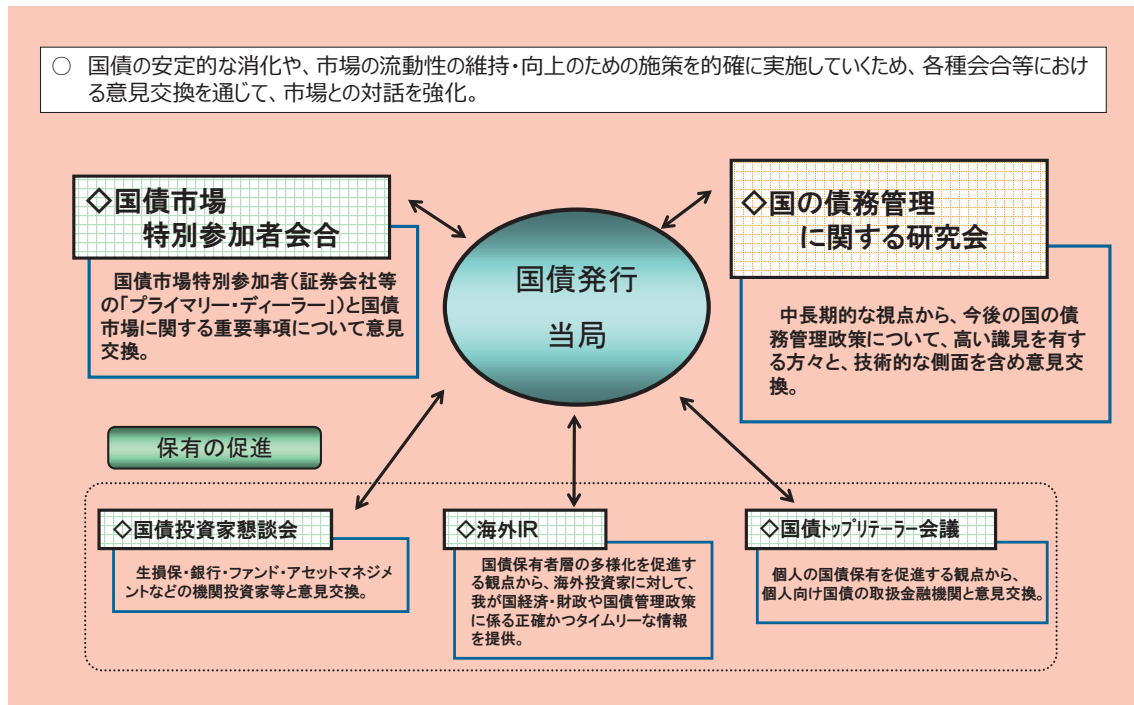 ○ 国債の安定的な消化や、市場の流動性の維持・向上のための施策を的確に実施していくため、各種会合等におけ
る意見交換を通じて、市場との対話を強化。
◇国債市場
特別参加者会合
国債市場特別参加者(証券会社等
の「プライマリー・ディーラー」)と国債
市場に関する重要事項について意見
交換。
国債発行
当局
◇国の債務管理
に関する研究会
中長期的な視点から、今後の国の債
務管理政策について、高い識見を有す
る方々と、技術的な側面を含め意見交
換。
保有の促進
◇国債投資家懇談会
生損保・銀行・ファンド・アセットマネジメ
ントなどの機関投資家等と意見交換。
◇海外IR
国債保有者層の多様化を促進す
る観点から、海外投資家に対して、
我が国経済・財政や国債管理政策
に係る正確かつタイムリーな情報
を提供。
◇国債トップリテーラー会議
個人の国債保有を促進する観点から、
個人向け国債の取扱金融機関と意見交換。